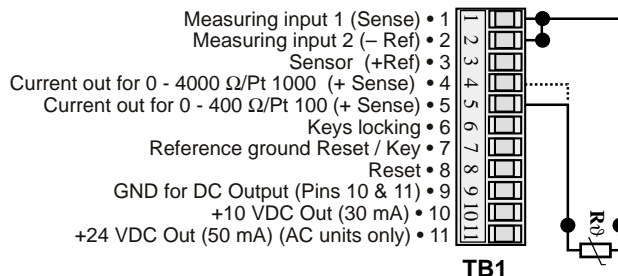 Measuring input 1 (Sense) • 1
Measuring input 2 (– Ref) • 2
Sensor (+Ref) • 3
Current out for 0 - 4000 Ω/Pt 1000 (+ Sense) • 4
Current out for 0 - 400 Ω/Pt 100 (+ Sense) • 5
Keys locking • 6
Reference ground Reset / Key • 7
Reset • 8
GND for DC Output (Pins 10 & 11) • 9
+10 VDC Out (30 mA) • 10
+24 VDC Out (50 mA) (AC units only) • 11
1
2
3
4
5
6
7
8
9
10
11
TB1
Rϑ